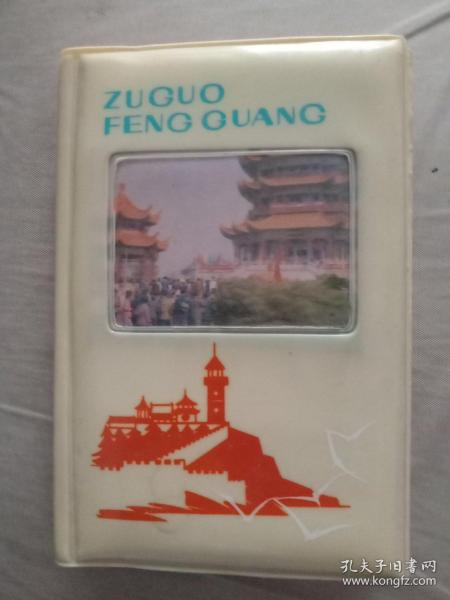 ZUGUO
FENG GUANG
孔夫子旧书网
www.kongfz.com